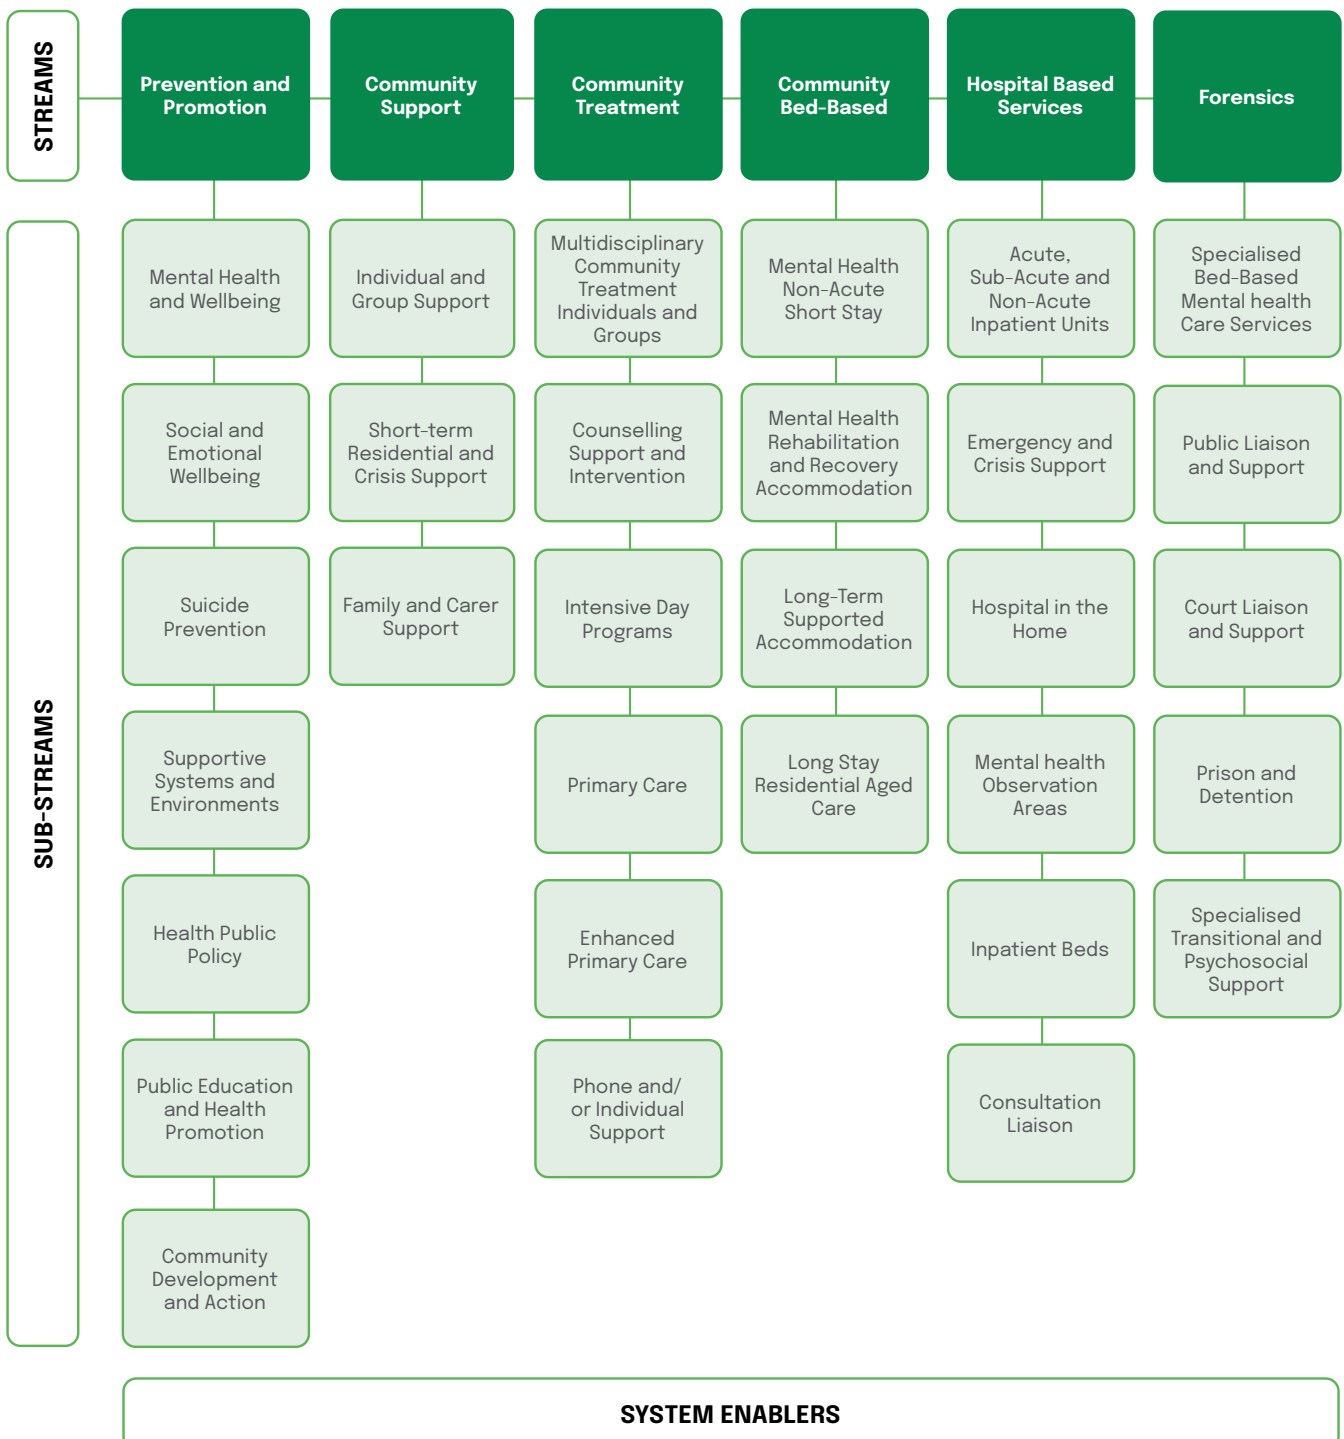 STREAMS
Prevention and
Promotion
Community
Support
Community
Treatment
Community
Bed-Based
Hospital Based
Services
Forensics
SUB-STREAMS
Mental Health
and Wellbeing
Social and
Emotional
Wellbeing
Suicide
Prevention
Supportive
Systems and
Environments
Health Public
Policy
Public Education
and Health
Promotion
Community
Development
and Action
Individual and
Group Support
Short-term
Residential and
Crisis Support
Family and Carer
Support
Multidisciplinary
Community
Treatment
Individuals and
Groups
Counselling
Support and
Intervention
Intensive Day
Programs
Primary Care
Enhanced
Primary Care
Phone and/
or Individual
Support
Mental Health
Non-Acute
Short Stay
Mental Health
Rehabilitation
and Recovery
Accommodation
Long-Term
Supported
Accommodation
Long Stay
Residential Aged
Care
Acute,
Sub-Acute and
Non-Acute
Inpatient Units
Emergency and
Crisis Support
Hospital in the
Home
Mental health
Observation
Areas
Inpatient Beds
Consultation
Liaison
Specialised
Bed-Based
Mental health
Care Services
Public Liaison
and Support
Court Liaison
and Support
Prison and
Detention
Specialised
Transitional and
Psychosocial
Support
SYSTEM ENABLERS